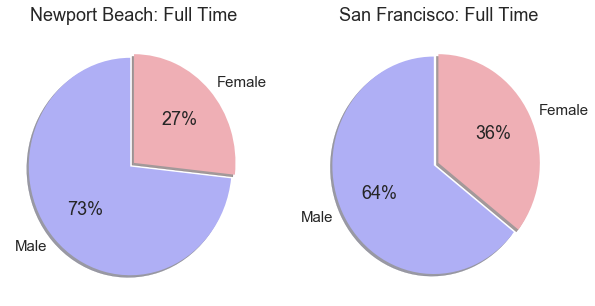 Newport Beach: Full Time
Female
27%
73%
Male
San Francisco: Full Time
Female
36%
64%
Male